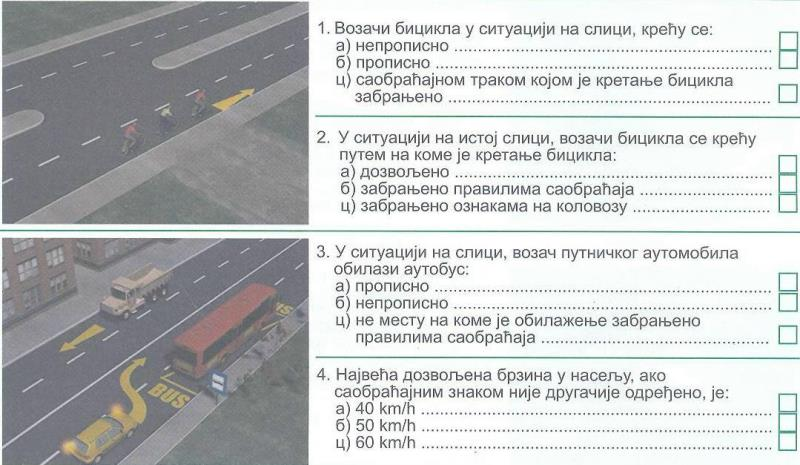 1. Возачи бицикла у ситуацији на слици, крећу се:
а) непрописно
б) прописно
ц) саобраћајном траком којом је кретање бицикла
забрањено
2. У ситуацији на истој слици, возачи бицикла се крећу
путем на коме је кретање бицикла:
а) дозвољено
б) забрањено правилима саобраћаја
ц) забрањено ознакама на коловозу
3. У ситуацији на слици, возач путничког аутомобила
обилази аутобус:
а) прописно
б) непрописно
ц) не месту на коме је обилажење забрањено
правилима саобраћаја
4. Највећа дозвољена брзина у насељу, ако
саобраћајним знаком није другачије одређено, је:
а) 40 km/h
б) 50 km/h
ц) 60 km/h
BUS